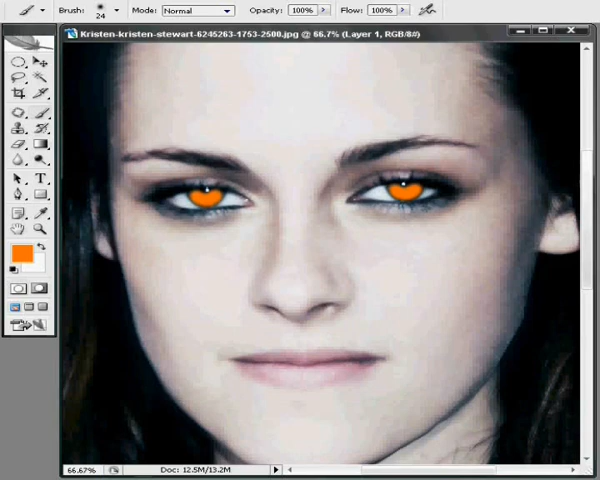 Brush: 24 Mode: Normal Opacity: 100% Flow: 100%
Kristen-kristen-stewart-6245263-1763-2500.jpg @ 66.7% (Layer 1, RGB/8#)
T
66.67% Doc: 12.5M/13.2M